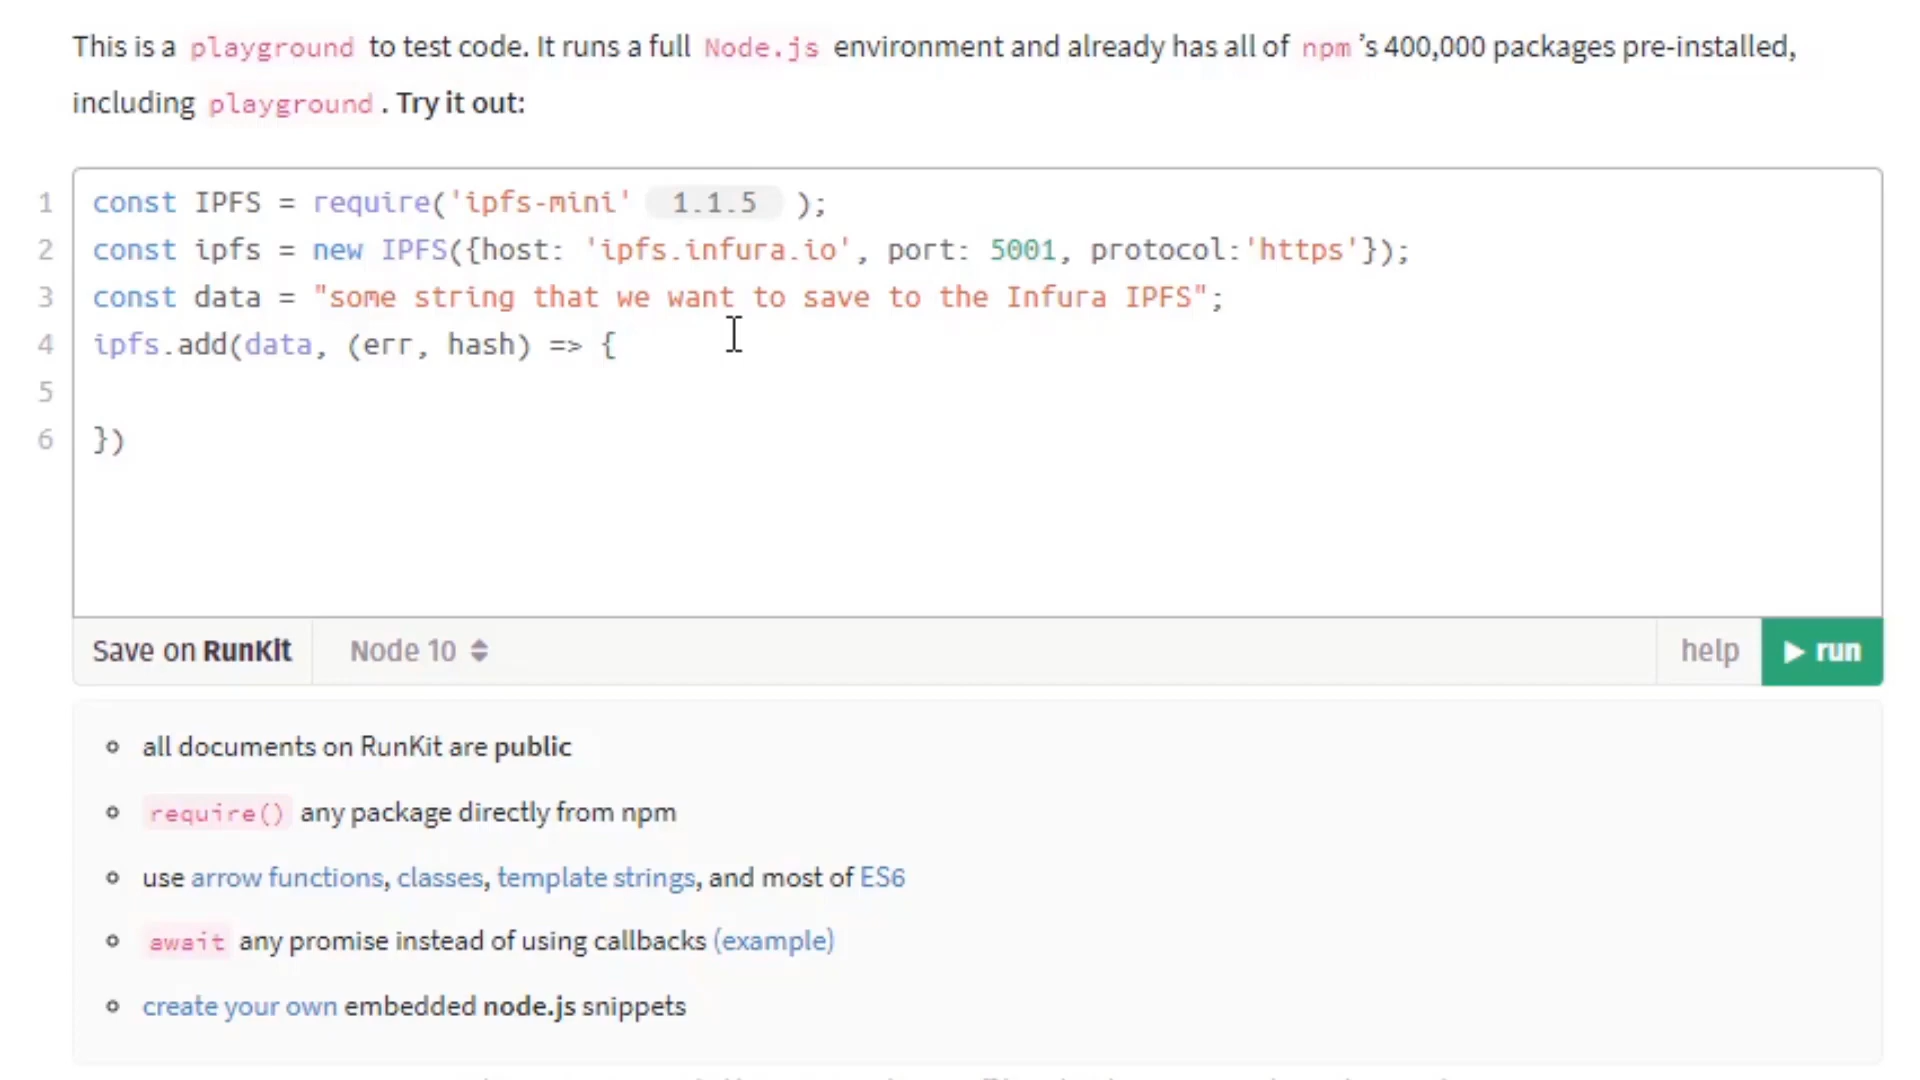 This is a playground to test code. It runs a full Node.js environment and already has all of npm's 400,000 packages pre-installed,
including playground. Try it out:
1 const IPFS = require('ipfs-mini' 1.1.5 );
2 const ipfs = new IPFS({host: 'ipfs.infura.io', port: 5001, protocol:'https'});
3 const data = "some string that we want to save to the Infura IPFS";
4 ipfs.add(data, (err, hash) => {
5
6 })
Save on RunKit Node 10 help run
all documents on RunKit are public
require() any package directly from npm
use arrow functions, classes, template strings, and most of ES6
await any promise instead of using callbacks (example)
create your own embedded node.js snippets